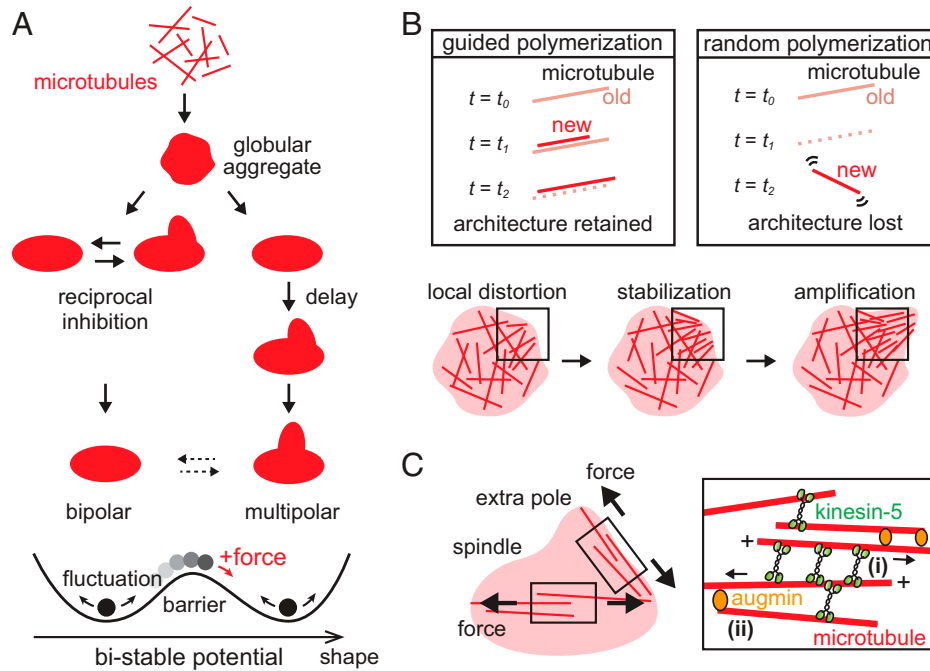 A
microtubules
globular
aggregate
reciprocal
inhibition
delay
bipolar
multipolar
+force
fluctuation
barrier
bi-stable potential
shape
B
guided polymerization
microtubule
t = t0
old
new
t = t1
t = t2
architecture retained
random polymerization
microtubule
t = t0
old
t = t1
new
t = t2
architecture lost
local distortion
stabilization
amplification
C
force
extra pole
spindle
force
kinesin-5
+
(i)
+
augmin
(ii)
microtubule